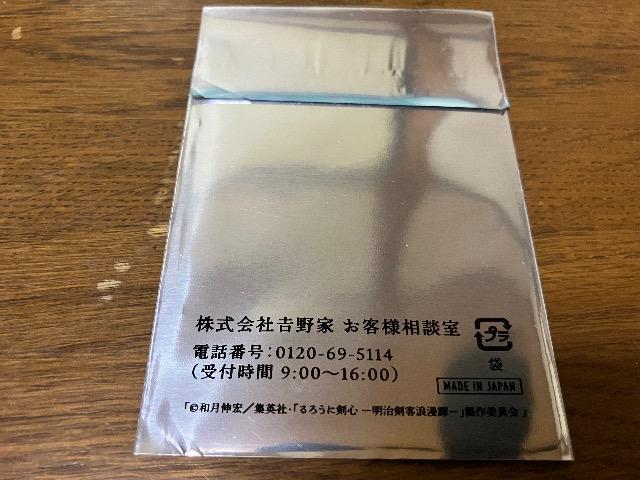 株式会社𠮷野家 お客様相談室
電話番号:0120-69-5114
(受付時間 9:00～16:00)
プラ
袋
MADE IN JAPAN
「©和月伸宏／集英社・「るろうに剣心 －明治剣客浪漫譚－」製作委員会」